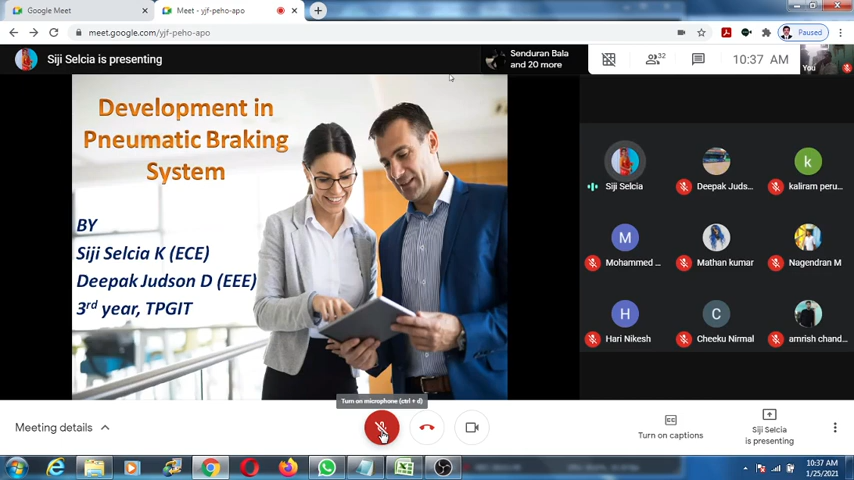 Google Meet
Meet - yjf-peho-apo
meet.google.com/yjf-peho-apo
Paused
Siji Selcia is presenting
Senduran Bala
and 20 more
32
10:37 AM
You
Development in
Pneumatic Braking
System
BY
Siji Selcia K (ECE)
Deepak Judson D (EEE)
3rd year, TPGIT
Siji Selcia
Deepak Juds...
k
kaliram peru...
M
Mohammed ...
Mathan kumar
Nagendran M
H
Hari Nikesh
C
Cheeku Nirmal
amrish chand...
Turn on microphone (ctrl + d)
Meeting details
Turn on captions
Siji Selcia
is presenting
10:37 AM
1/25/2021